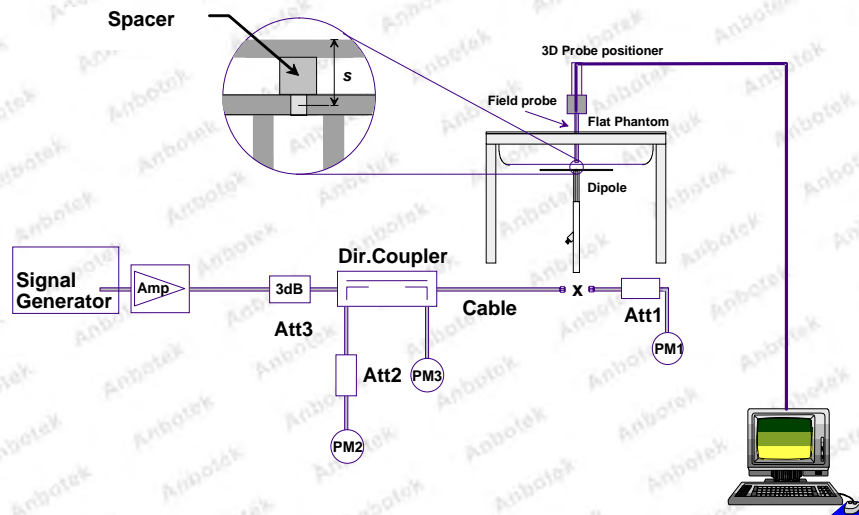 Spacer
s
3D Probe positioner
Field probe
Flat Phantom
Dipole
Signal
Generator
Amp
3dB
Att3
Dir.Coupler
Cable
x
Att1
PM1
Att2
PM3
PM2
Anbotek